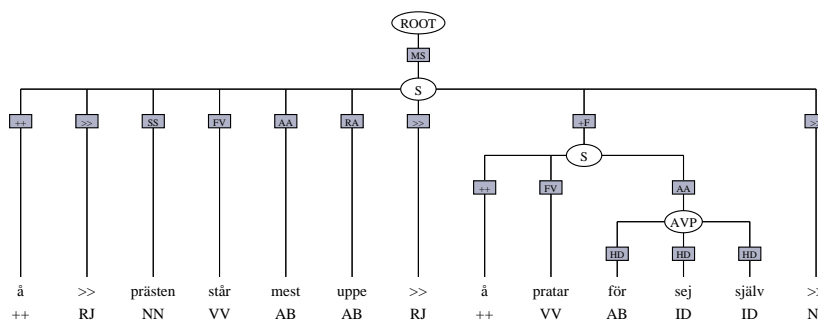 ROOT
MS
S
++ >> SS FV AA RA >> +F
S
++ FV AA
AVP
HD HD HD
å >> prästen står mest uppe >> å pratar för sej själv
++ RJ NN VV AB AB RJ ++ VV AB ID ID